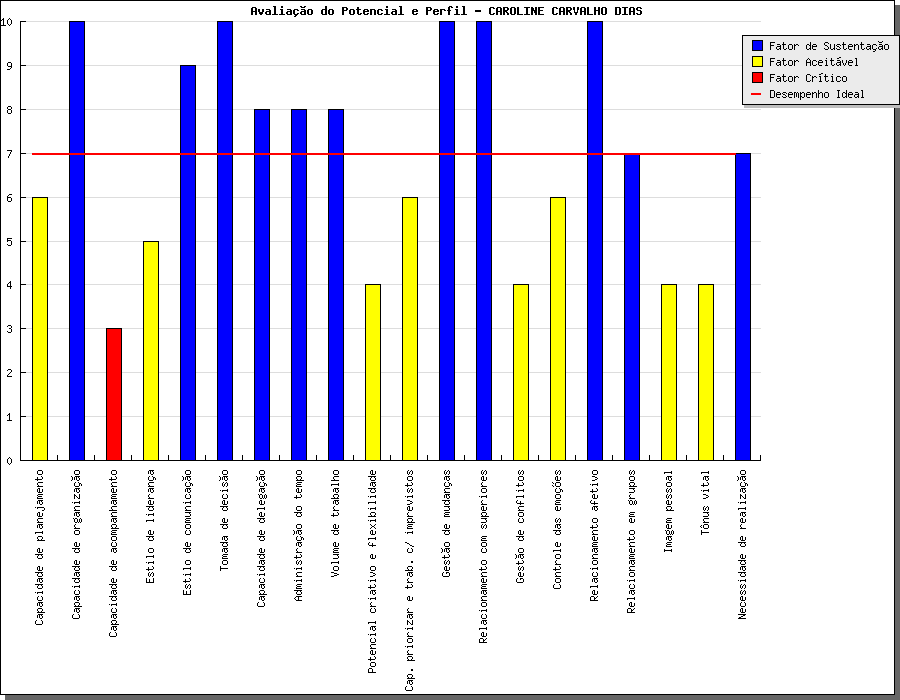 Avaliação do Potencial e Perfil - CAROLINE CARVALHO DIAS
Fator de Sustentação
Fator Aceitável
Fator Crítico
Desempenho Ideal
10
9
8
7
6
5
4
3
2
1
0
Capacidade de planejamento
Capacidade de organização
Capacidade de acompanhamento
Estilo de liderança
Estilo de comunicação
Tomada de decisão
Capacidade de delegação
Administração do tempo
Volume de trabalho
Potencial criativo e flexibilidade
Cap. priorizar e trab. c/ imprevistos
Gestão de mudanças
Relacionamento com superiores
Gestão de conflitos
Controle das emoções
Relacionamento afetivo
Relacionamento em grupos
Imagem pessoal
Tônus vital
Necessidade de realização